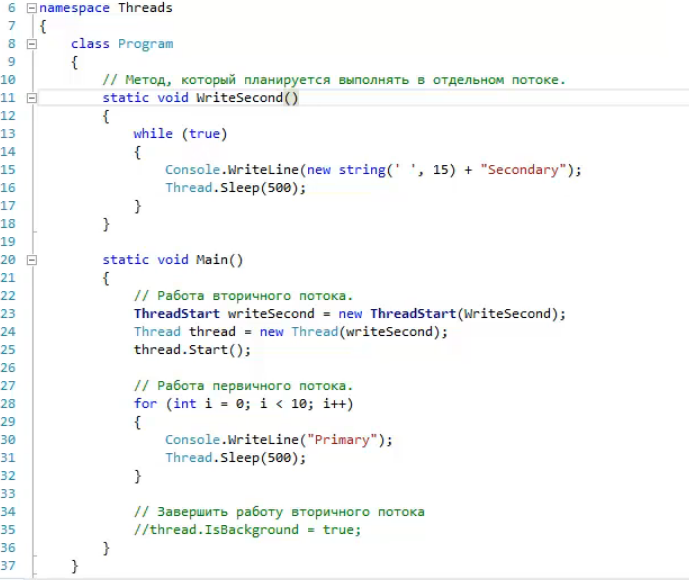 6 namespace Threads
7 {
8     class Program
9     {
10         // Метод, который планируется выполнять в отдельном потоке.
11         static void WriteSecond()
12         {
13             while (true)
14             {
15                 Console.WriteLine(new string(' ', 15) + "Secondary");
16                 Thread.Sleep(500);
17             }
18         }
19
20         static void Main()
21         {
22             // Работа вторичного потока.
23             ThreadStart writeSecond = new ThreadStart(WriteSecond);
24             Thread thread = new Thread(writeSecond);
25             thread.Start();
26
27             // Работа первичного потока.
28             for (int i = 0; i < 10; i++)
29             {
30                 Console.WriteLine("Primary");
31                 Thread.Sleep(500);
32             }
33
34             // Завершить работу вторичного потока
35             //thread.IsBackground = true;
36         }
37     }